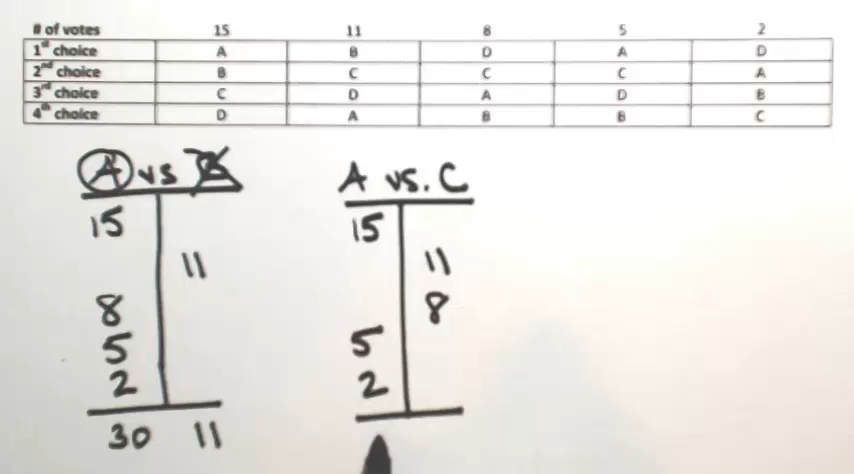 # of votes 15 11 8 5 2
1st choice A B D A D
2nd choice B C C C A
3rd choice C D A D B
4th choice D A B B C
A vs B
15
11
8
5
2
30 11
A vs. C
15
11
8
5
2